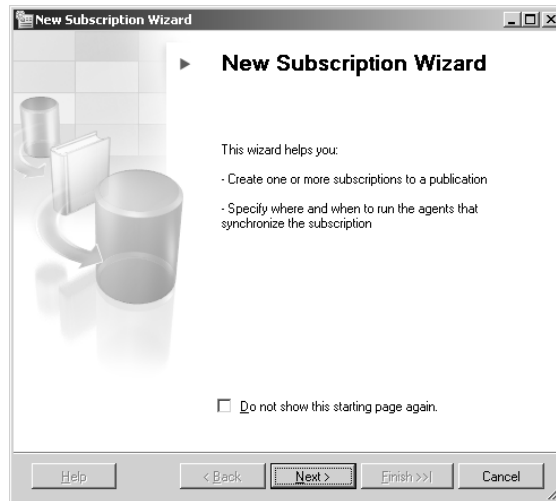 New Subscription Wizard
New Subscription Wizard
This wizard helps you:
- Create one or more subscriptions to a publication
- Specify where and when to run the agents that
synchronize the subscription
Do not show this starting page again.
Help
< Back
Next >
Finish >>|
Cancel